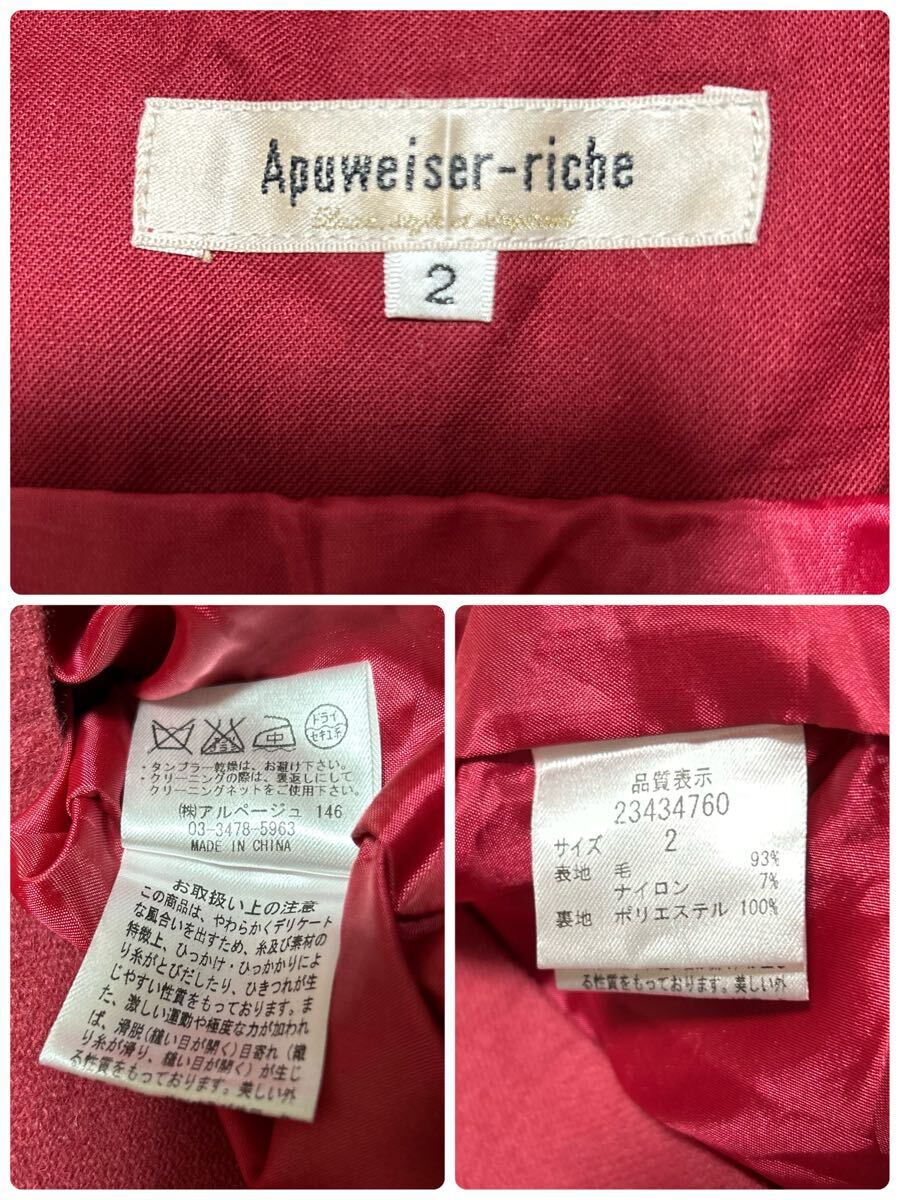 Apuweiser-riche
2
ドライ
セキユ系
・タンブラー乾燥は、お避け下さい。
・クリーニングの際は、裏返しにして
クリーニングネットをご使用下さい。
㈱アルページュ 146
03-3478-5963
MADE IN CHINA
お取扱い上の注意
この商品は、やわらかくデリケート
な風合いを出すため、糸及び素材の
特徴上、ひっかけ・ひっかかりによ
り糸がとびだしたり、ひきつれが生
じやすい性質をもっております。ま
た、激しい運動や極度な力が加われ
ば、滑脱(縫い目が開く)目寄れ(織
り糸が滑り、縫い目が開く)が生じ
る性質をもっております。美しい外
品質表示
23434760
サイズ 2
表地 毛 93%
ナイロン 7%
裏地 ポリエステル 100%
る性質をもっております。美しい外